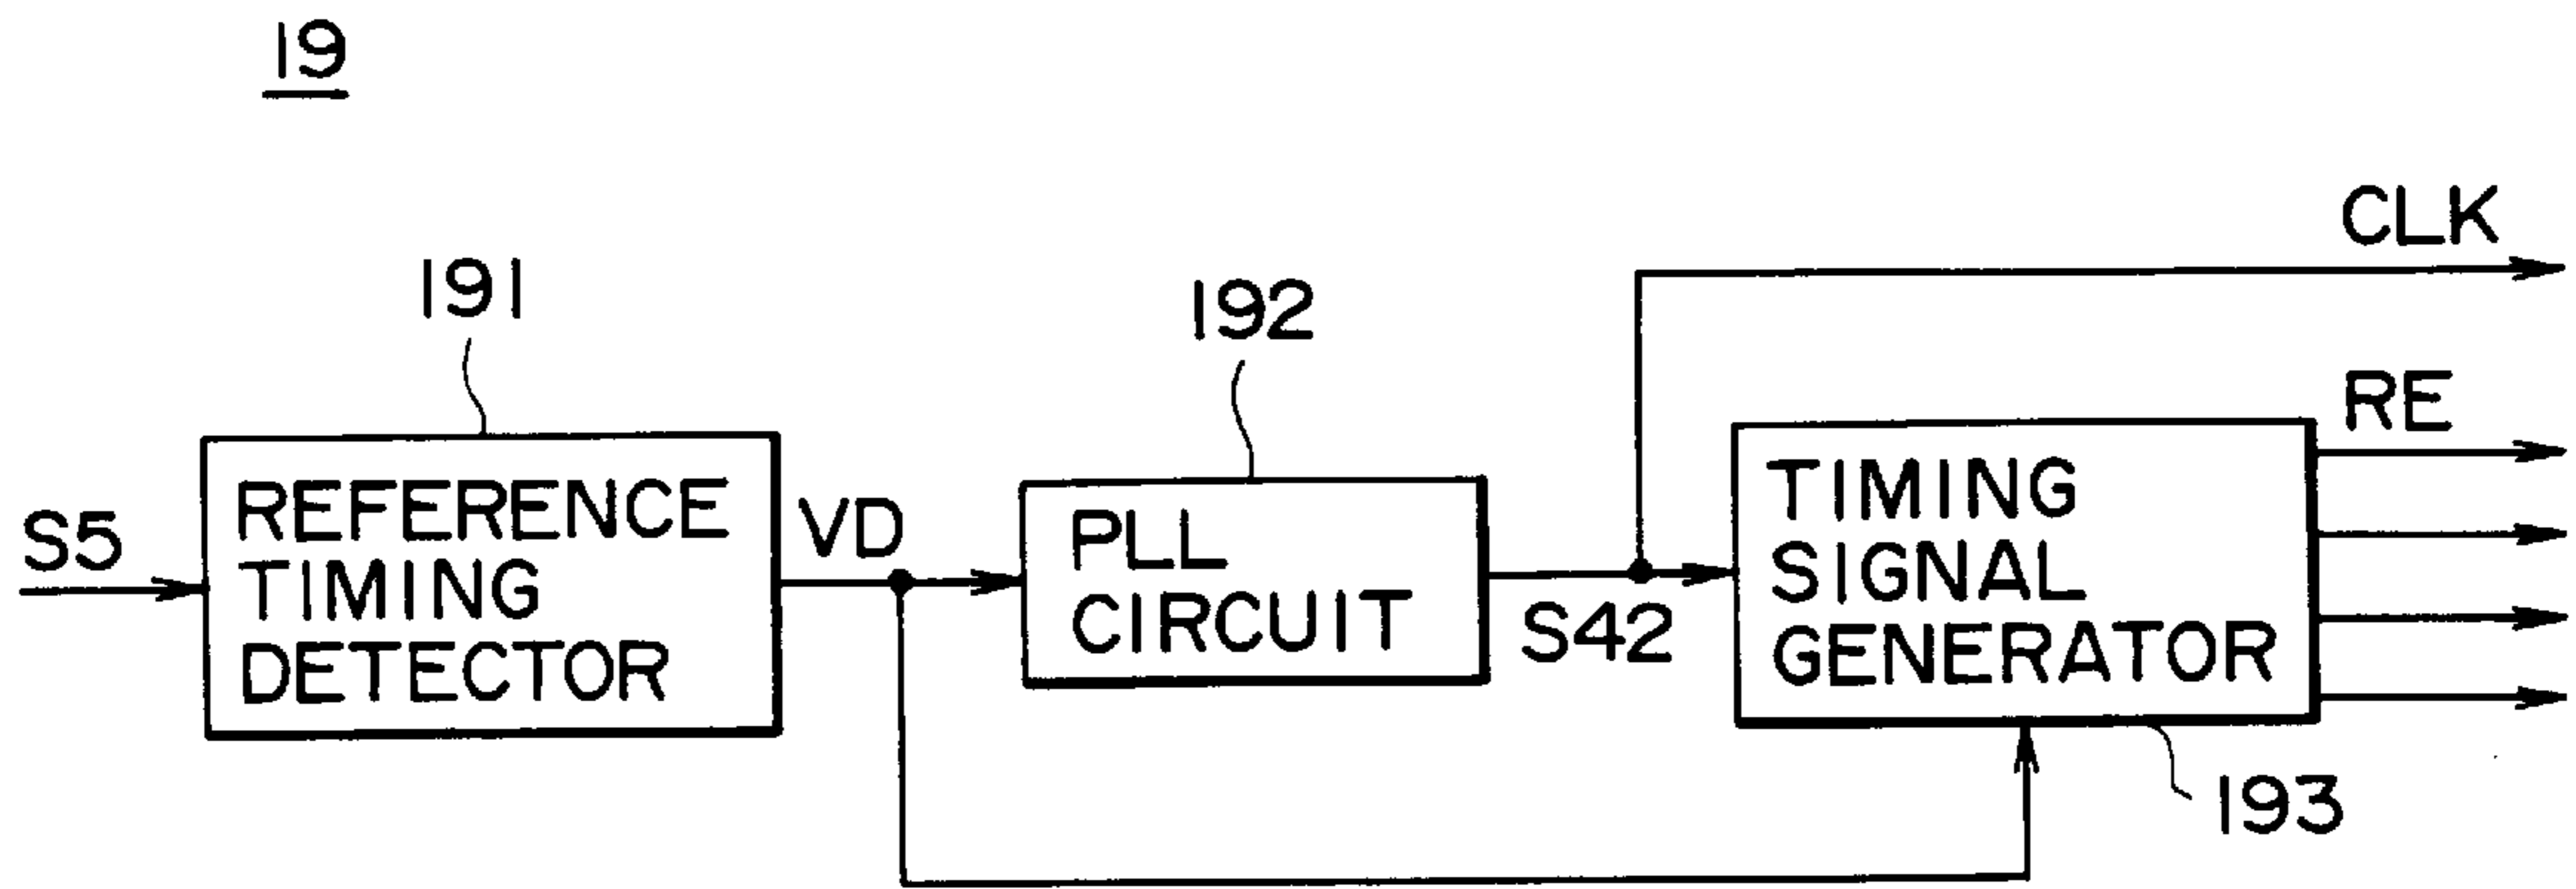 19
191
192
CLK
RE
S5
REFERENCE
TIMING
DETECTOR
VD
PLL
CIRCUIT
S42
TIMING
SIGNAL
GENERATOR
193